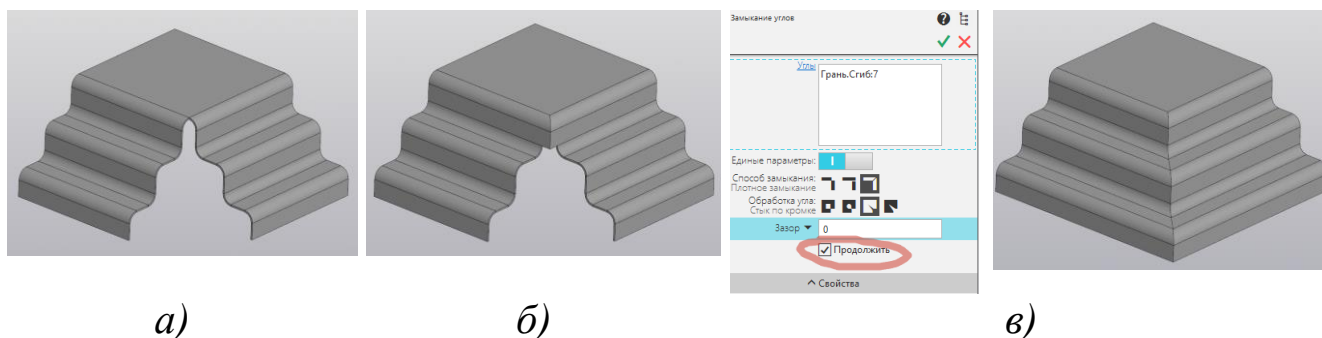 Замыкание углов
Углы
Грань.Сгиб:7
Единые параметры:
Способ замыкания:
Плотное замыкание
Обработка угла:
Стык по кромке
Зазор
0
Продолжить
Свойства
а)
б)
в)